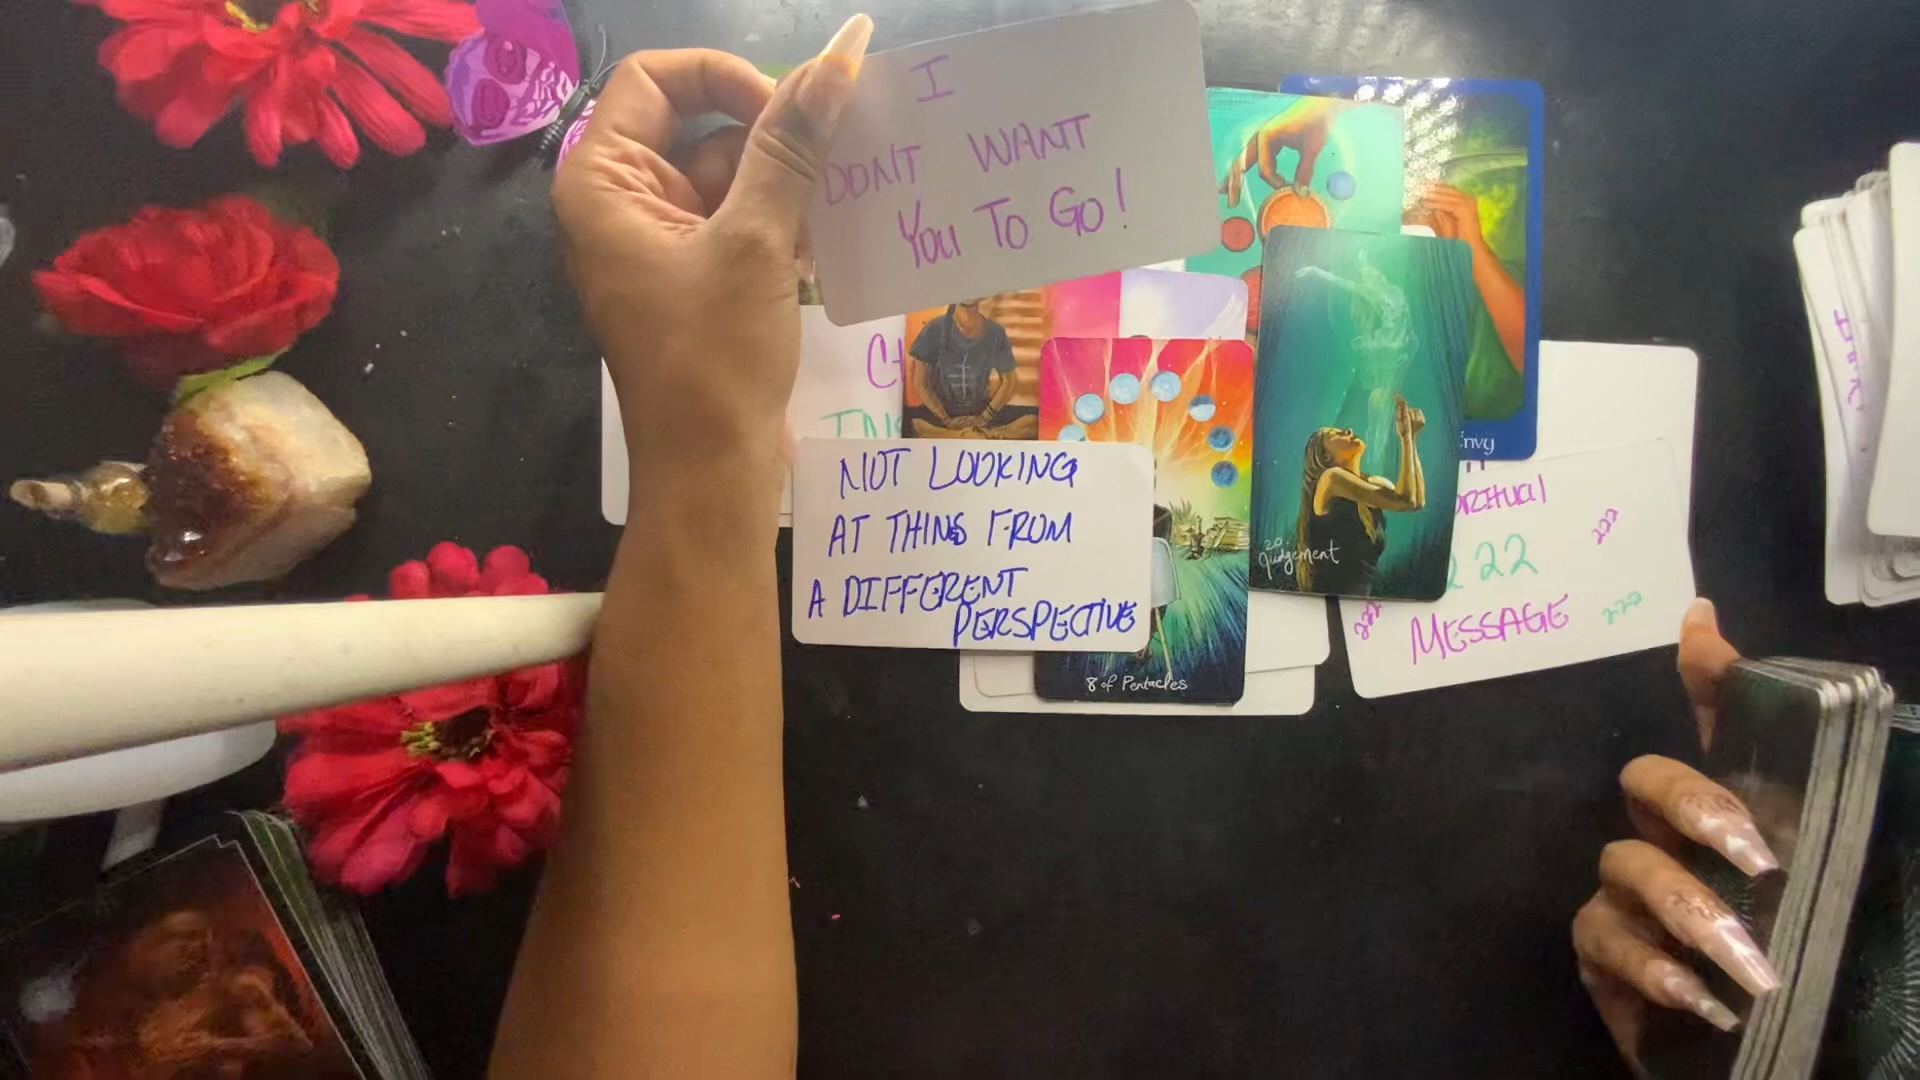 I
DON'T WANT
YOU TO GO!
NOT LOOKING
AT THINGS FROM
A DIFFERENT
PERSPECTIVE
8 of Pentacles
20.
Judgement
Envy
222
222
MESSAGE
222
222